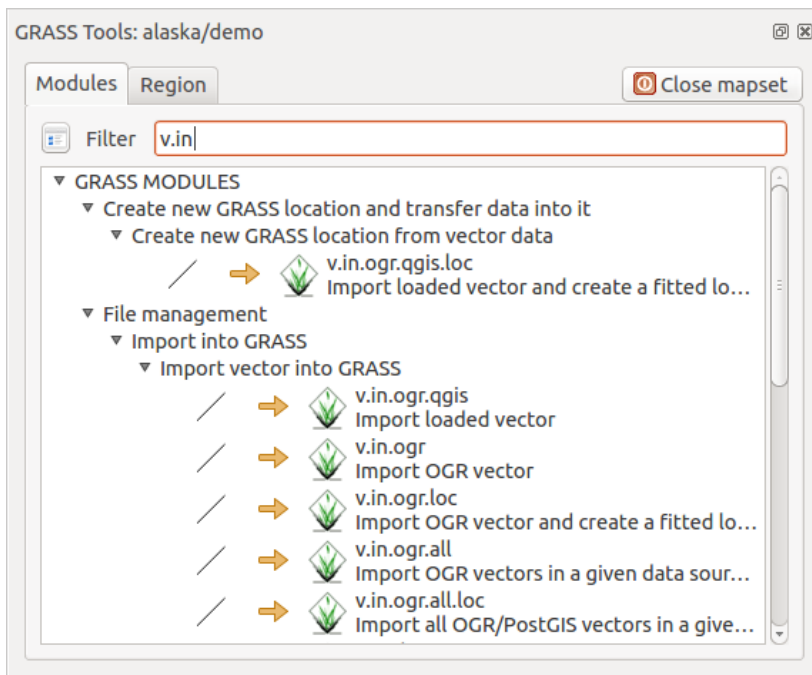 GRASS Tools: alaska/demo
Modules
Region
Close mapset
Filter
v.in
GRASS MODULES
Create new GRASS location and transfer data into it
Create new GRASS location from vector data
v.in.ogr.qgis.loc
Import loaded vector and create a fitted lo...
File management
Import into GRASS
Import vector into GRASS
v.in.ogr.qgis
Import loaded vector
v.in.ogr
Import OGR vector
v.in.ogr.loc
Import OGR vector and create a fitted lo...
v.in.ogr.all
Import OGR vectors in a given data sour...
v.in.ogr.all.loc
Import all OGR/PostGIS vectors in a give...